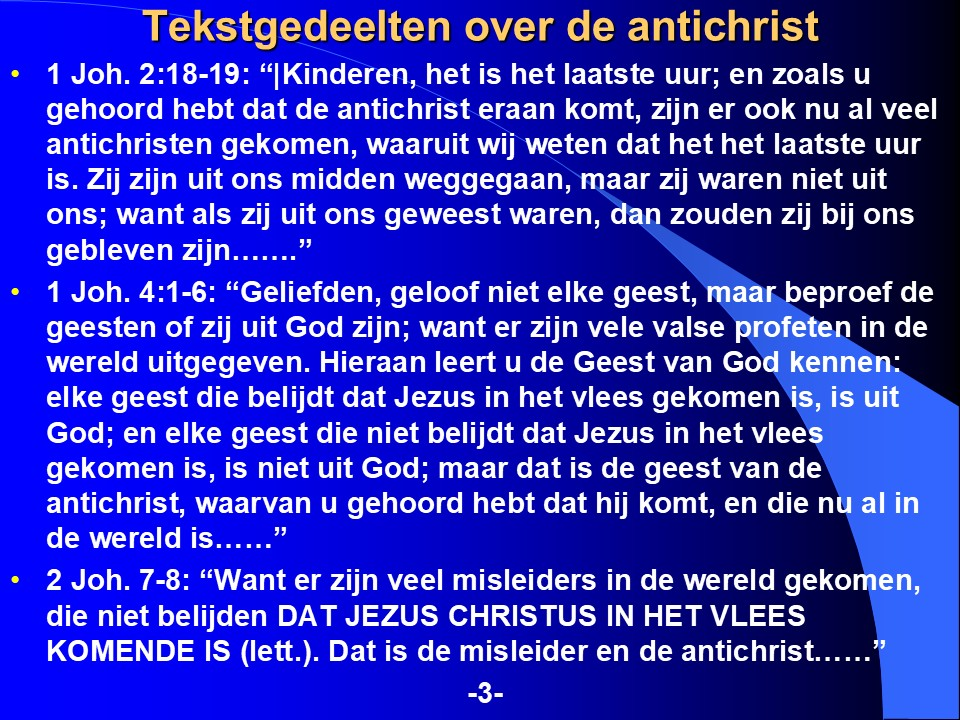 Tekstgedeelten over de antichrist
• 1 Joh. 2:18-19: “|Kinderen, het is het laatste uur; en zoals u
gehoord hebt dat de antichrist eraan komt, zijn er ook nu al veel
antichristen gekomen, waaruit wij weten dat het het laatste uur
is. Zij zijn uit ons midden weggegaan, maar zij waren niet uit
ons; want als zij uit ons geweest waren, dan zouden zij bij ons
gebleven zijn…….”
• 1 Joh. 4:1-6: “Geliefden, geloof niet elke geest, maar beproef de
geesten of zij uit God zijn; want er zijn vele valse profeten in de
wereld uitgegeven. Hieraan leert u de Geest van God kennen:
elke geest die belijdt dat Jezus in het vlees gekomen is, is uit
God; en elke geest die niet belijdt dat Jezus in het vlees
gekomen is, is niet uit God; maar dat is de geest van de
antichrist, waarvan u gehoord hebt dat hij komt, en die nu al in
de wereld is……”
• 2 Joh. 7-8: “Want er zijn veel misleiders in de wereld gekomen,
die niet belijden DAT JEZUS CHRISTUS IN HET VLEES
KOMENDE IS (lett.). Dat is de misleider en de antichrist……”
-3-